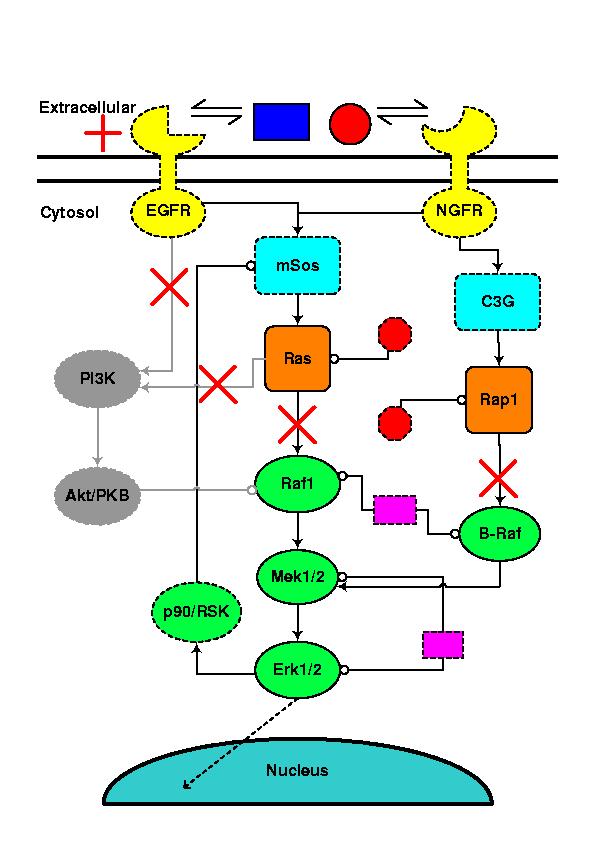 Extracellular
Cytosol
EGFR
NGFR
mSos
C3G
PI3K
Ras
Rap1
Akt/PKB
Raf1
B-Raf
Mek1/2
p90/RSK
Erk1/2
Nucleus